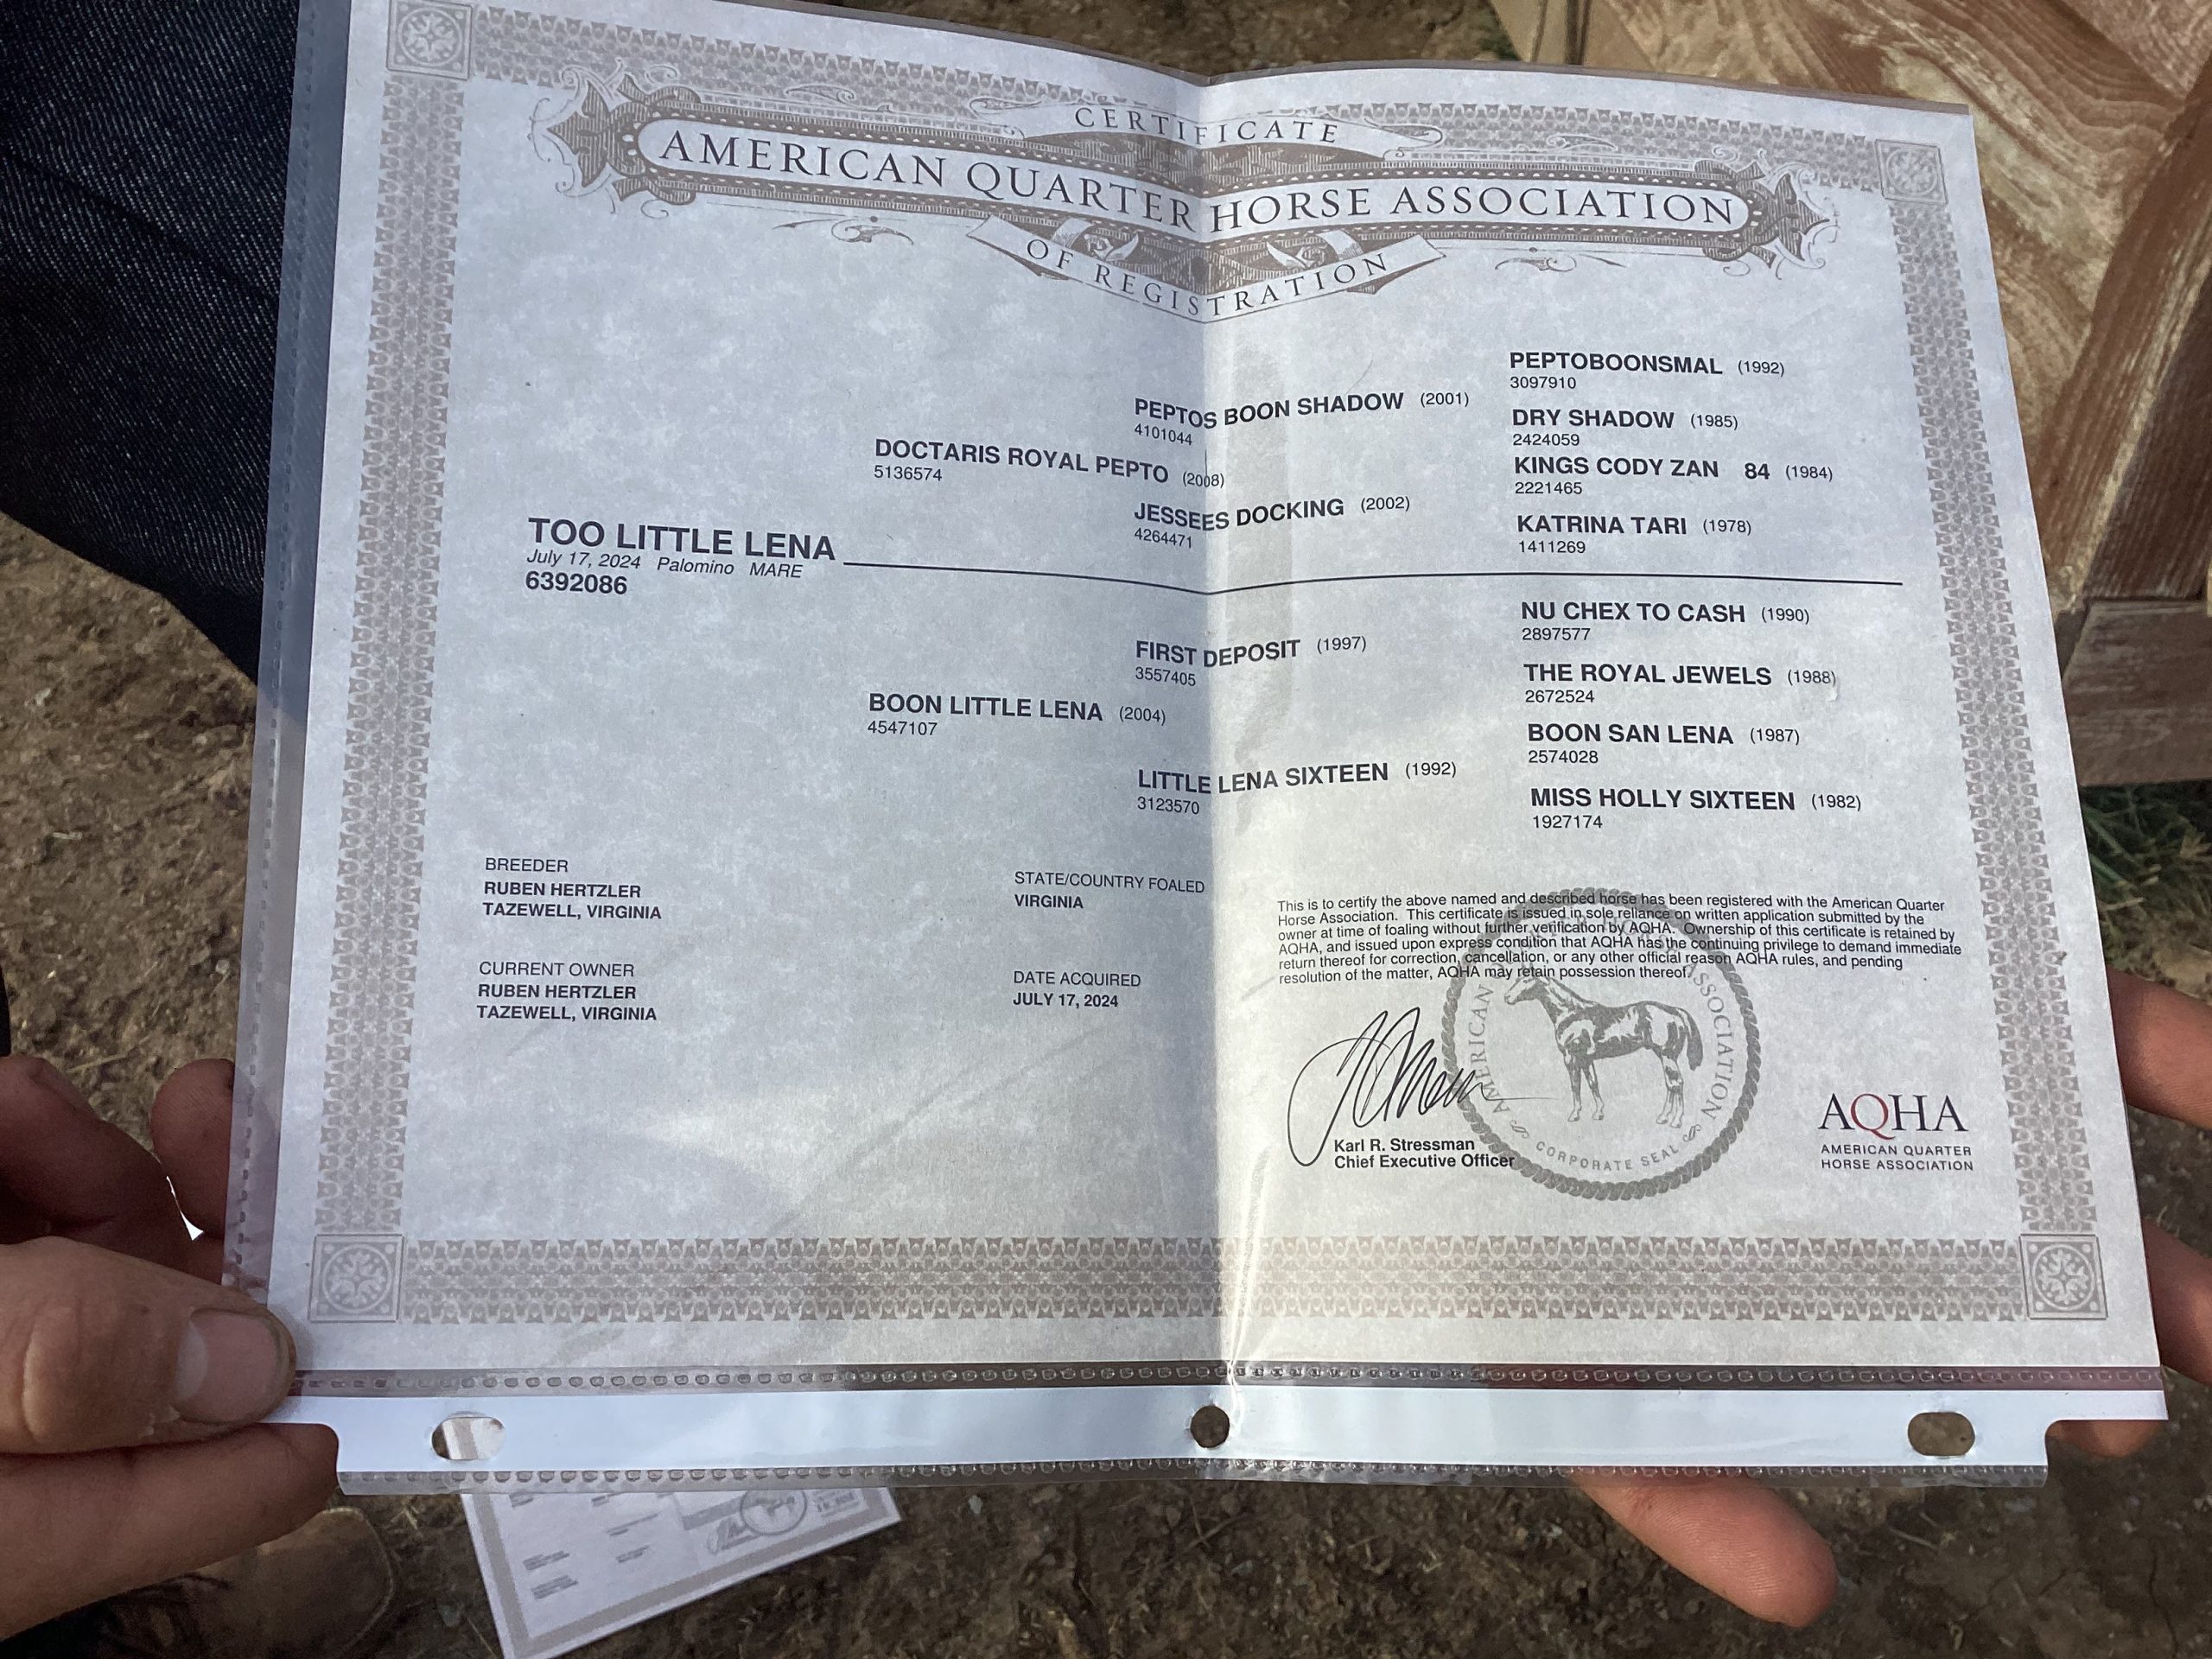 CERTIFICATE
AMERICAN QUARTER HORSE ASSOCIATION
OF REGISTRATION
PEPTOBOONSMAL (1992)
3097910
PEPTOS BOON SHADOW (2001)
4101044
DRY SHADOW (1985)
2424059
DOCTARIS ROYAL PEPTO (2008)
5136574
KINGS CODY ZAN 84 (1984)
2221465
JESSEES DOCKING (2002)
4264471
KATRINA TARI (1978)
1411269
TOO LITTLE LENA
July 17, 2024 Palomino MARE
6392086
NU CHEX TO CASH (1990)
2897577
FIRST DEPOSIT (1997)
3557405
THE ROYAL JEWELS (1988)
2672524
BOON LITTLE LENA (2004)
4547107
BOON SAN LENA (1987)
2574028
LITTLE LENA SIXTEEN (1992)
3123570
MISS HOLLY SIXTEEN (1982)
1927174
BREEDER
RUBEN HERTZLER
TAZEWELL, VIRGINIA
STATE/COUNTRY FOALED
VIRGINIA
CURRENT OWNER
RUBEN HERTZLER
TAZEWELL, VIRGINIA
DATE ACQUIRED
JULY 17, 2024
This is to certify the above named and described horse has been registered with the American Quarter
Horse Association. This certificate is issued in sole reliance on written application submitted by the
owner at time of foaling without further verification by AQHA. Ownership of this certificate is retained by
AQHA, and issued upon express condition that AQHA has the continuing privilege to demand immediate
return thereof for correction, cancellation, or any other official reason AQHA rules, and pending
resolution of the matter, AQHA may retain possession thereof.
AMERICAN ASSOCIATION
CORPORATE SEAL
Karl R. Stressman
Chief Executive Officer
AQHA
AMERICAN QUARTER
HORSE ASSOCIATION